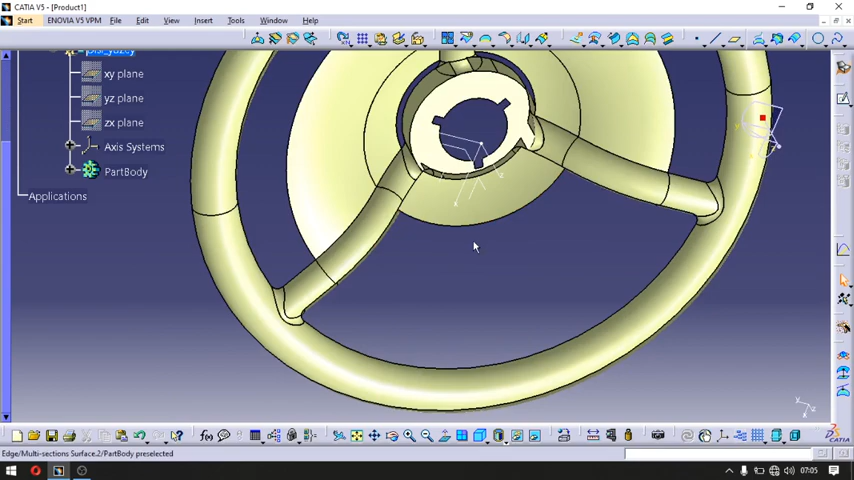 CATIA V5 - [Product1]
Start ENOVIA V5 VPM File Edit View Insert Tools Window Help
xy plane
yz plane
zx plane
Axis Systems
PartBody
Applications
x
z
y
f(x)
CATIA
Edge/Multi-sections Surface.2/PartBody preselected
07:05